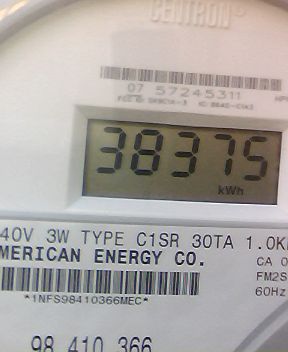 CENTRON®
07 57245311
38375
kWh
40V 3W TYPE C1SR 30TA 1.0K
MERICAN ENERGY CO.
CA 0
FM2S
60Hz
*1NFS98410366MEC*
98 410 366